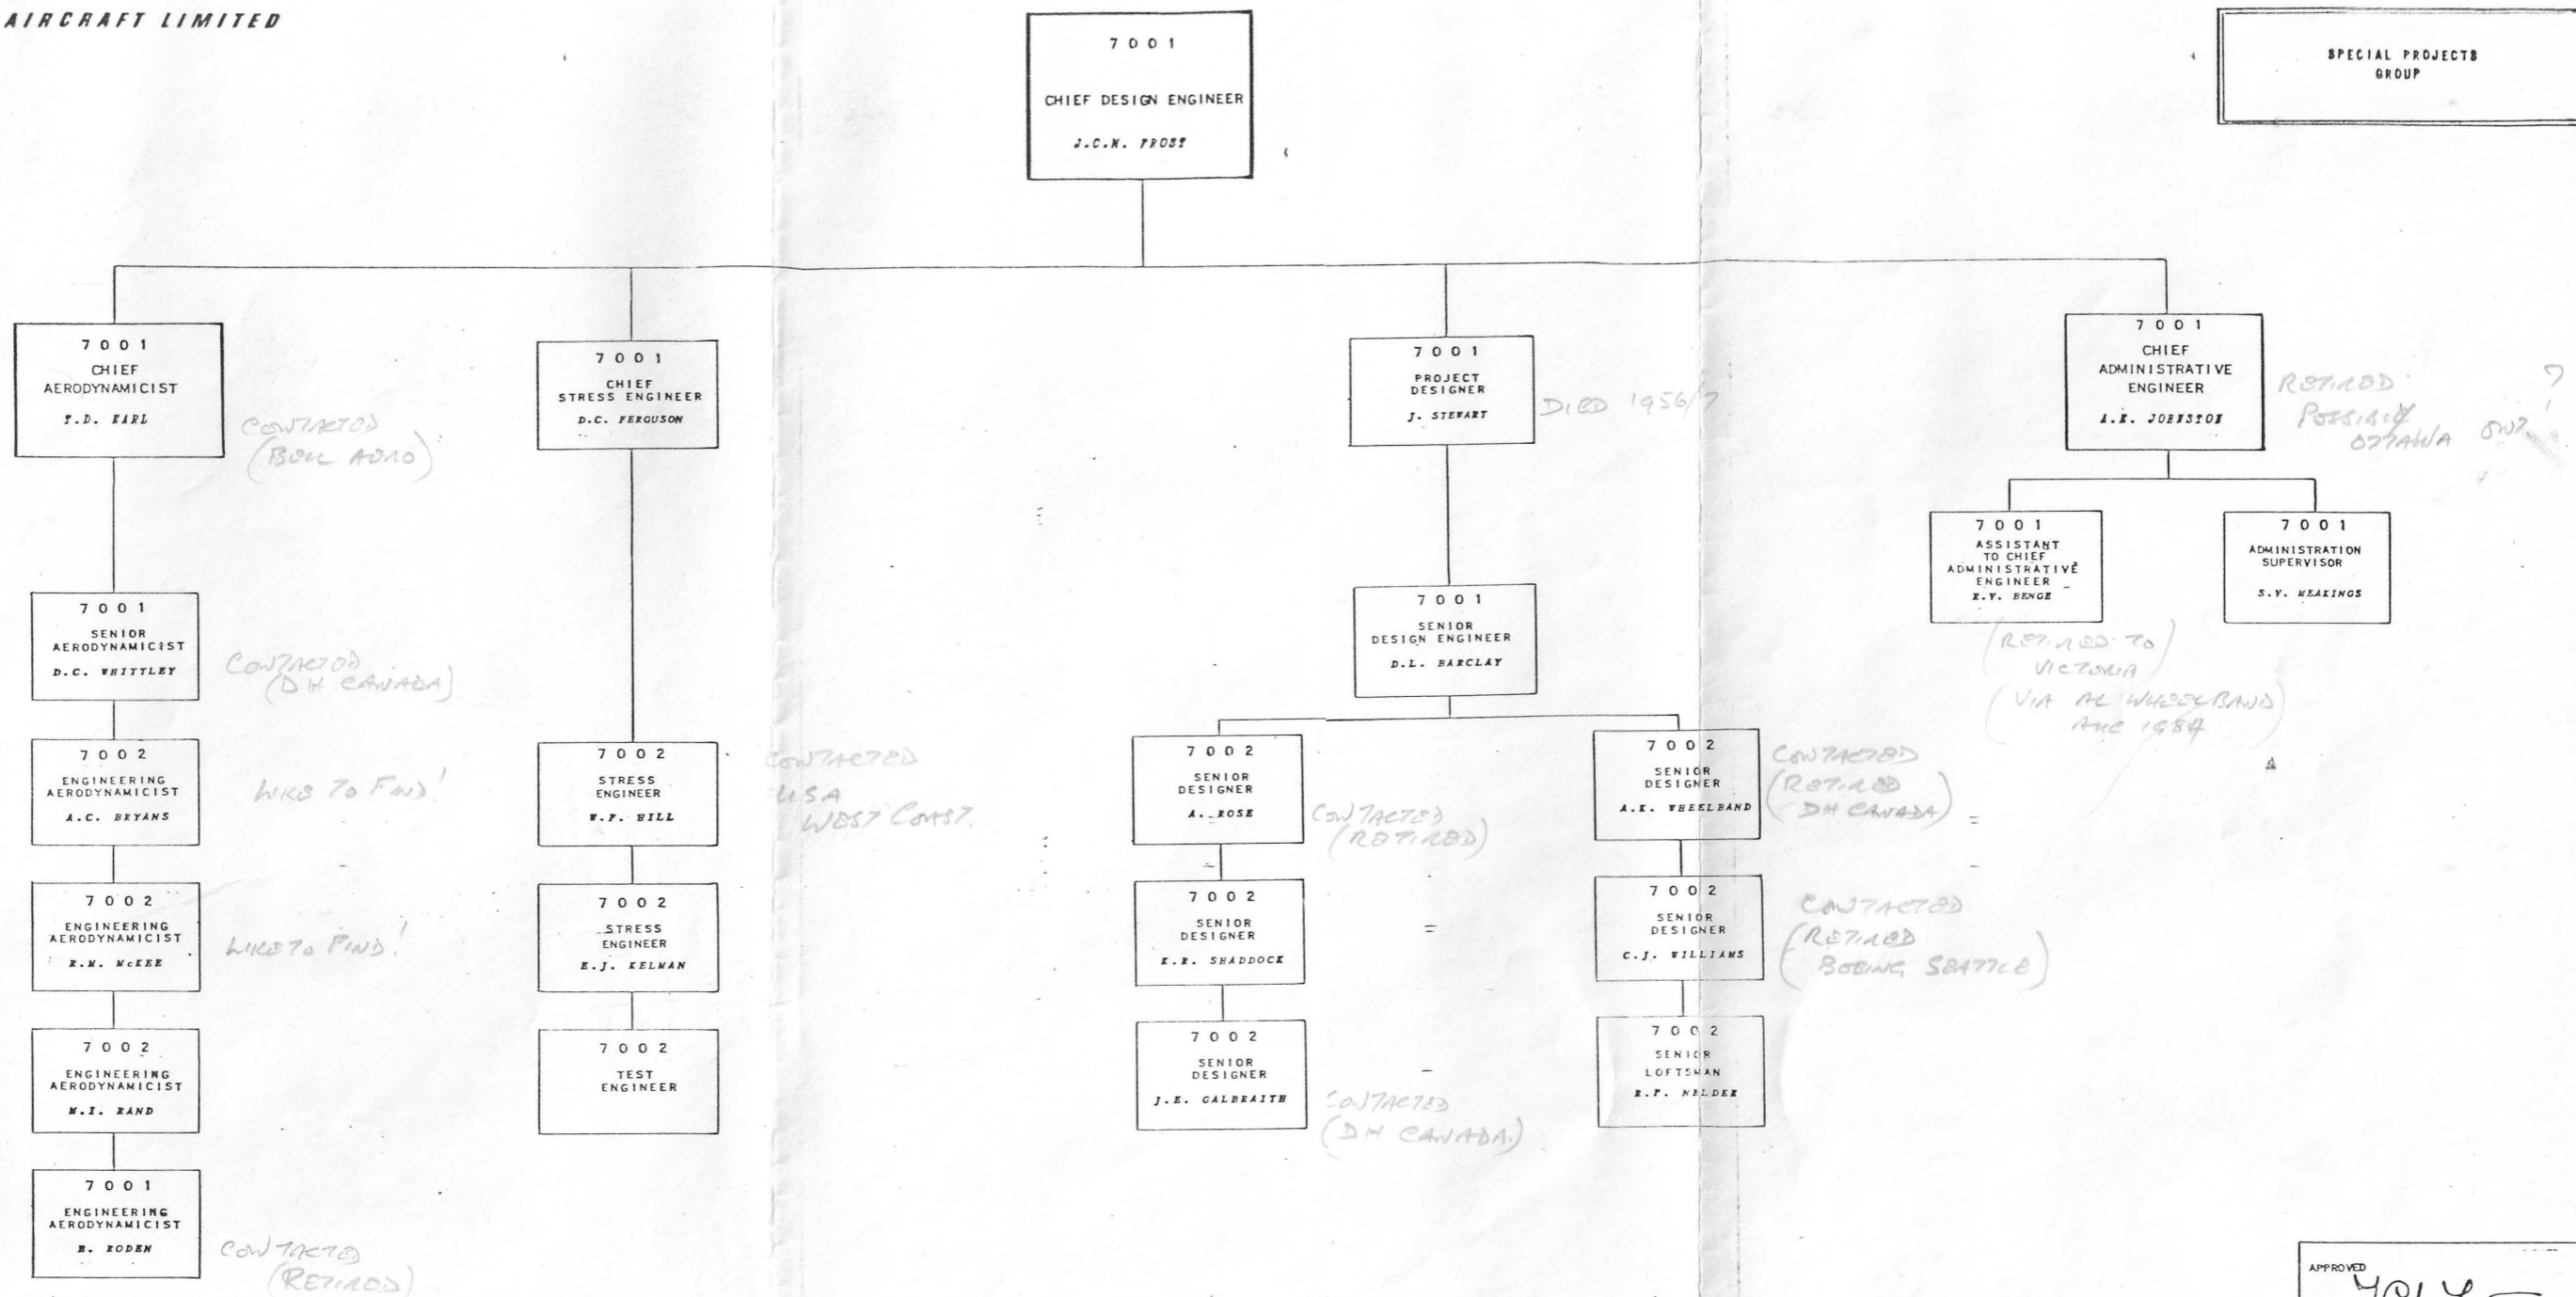 AIRCRAFT LIMITED
SPECIAL PROJECTS
GROUP
7001
CHIEF DESIGN ENGINEER
J.C.M. FROST
7001
CHIEF
AERODYNAMICIST
T.D. EARL
CONTACTED
(BELL AERO)
7001
CHIEF
STRESS ENGINEER
D.C. FERGUSON
7001
PROJECT
DESIGNER
J. STEWART
DIED 1956/7
7001
CHIEF
ADMINISTRATIVE
ENGINEER
A.K. JOHNSTON
RETIRED ?
POSSIBLY !
OTTAWA ONT.
7001
ASSISTANT
TO CHIEF
ADMINISTRATIVE
ENGINEER
R.V. BENGE
(RETIRED TO
VICTORIA)
(VIA AL WHEELBAND
AUG 1984)
7001
ADMINISTRATION
SUPERVISOR
S.V. MEAKINGS
7001
SENIOR
AERODYNAMICIST
D.C. WHITTLEY
CONTACTED
(DH CANADA)
7001
SENIOR
DESIGN ENGINEER
D.L. BARCLAY
7002
ENGINEERING
AERODYNAMICIST
A.C. BRYANS
LIKE TO FIND!
7002
STRESS
ENGINEER
W.F. HILL
CONTACTED
USA
WEST COAST.
7002
SENIOR
DESIGNER
A. ROSE
CONTACTED
(RETIRED)
7002
SENIOR
DESIGNER
A.K. WHEELBAND
CONTACTED
(RETIRED
DH CANADA)
7002
ENGINEERING
AERODYNAMICIST
R.M. McKEE
LIKE TO FIND!
7002
STRESS
ENGINEER
E.J. KELMAN
7002
SENIOR
DESIGNER
K.R. SHADDOCK
7002
SENIOR
DESIGNER
C.J. WILLIAMS
CONTACTED
(RETIRED
BOEING SEATTLE)
7002
ENGINEERING
AERODYNAMICIST
M.I. RAND
7002
TEST
ENGINEER
7002
SENIOR
DESIGNER
J.E. GALBRAITH
CONTACTED
(DH CANADA.)
7002
SENIOR
LOFTSMAN
R.P. NELDER
7001
ENGINEERING
AERODYNAMICIST
B. RODEN
CONTACTED
(RETIRED)
APPROVED